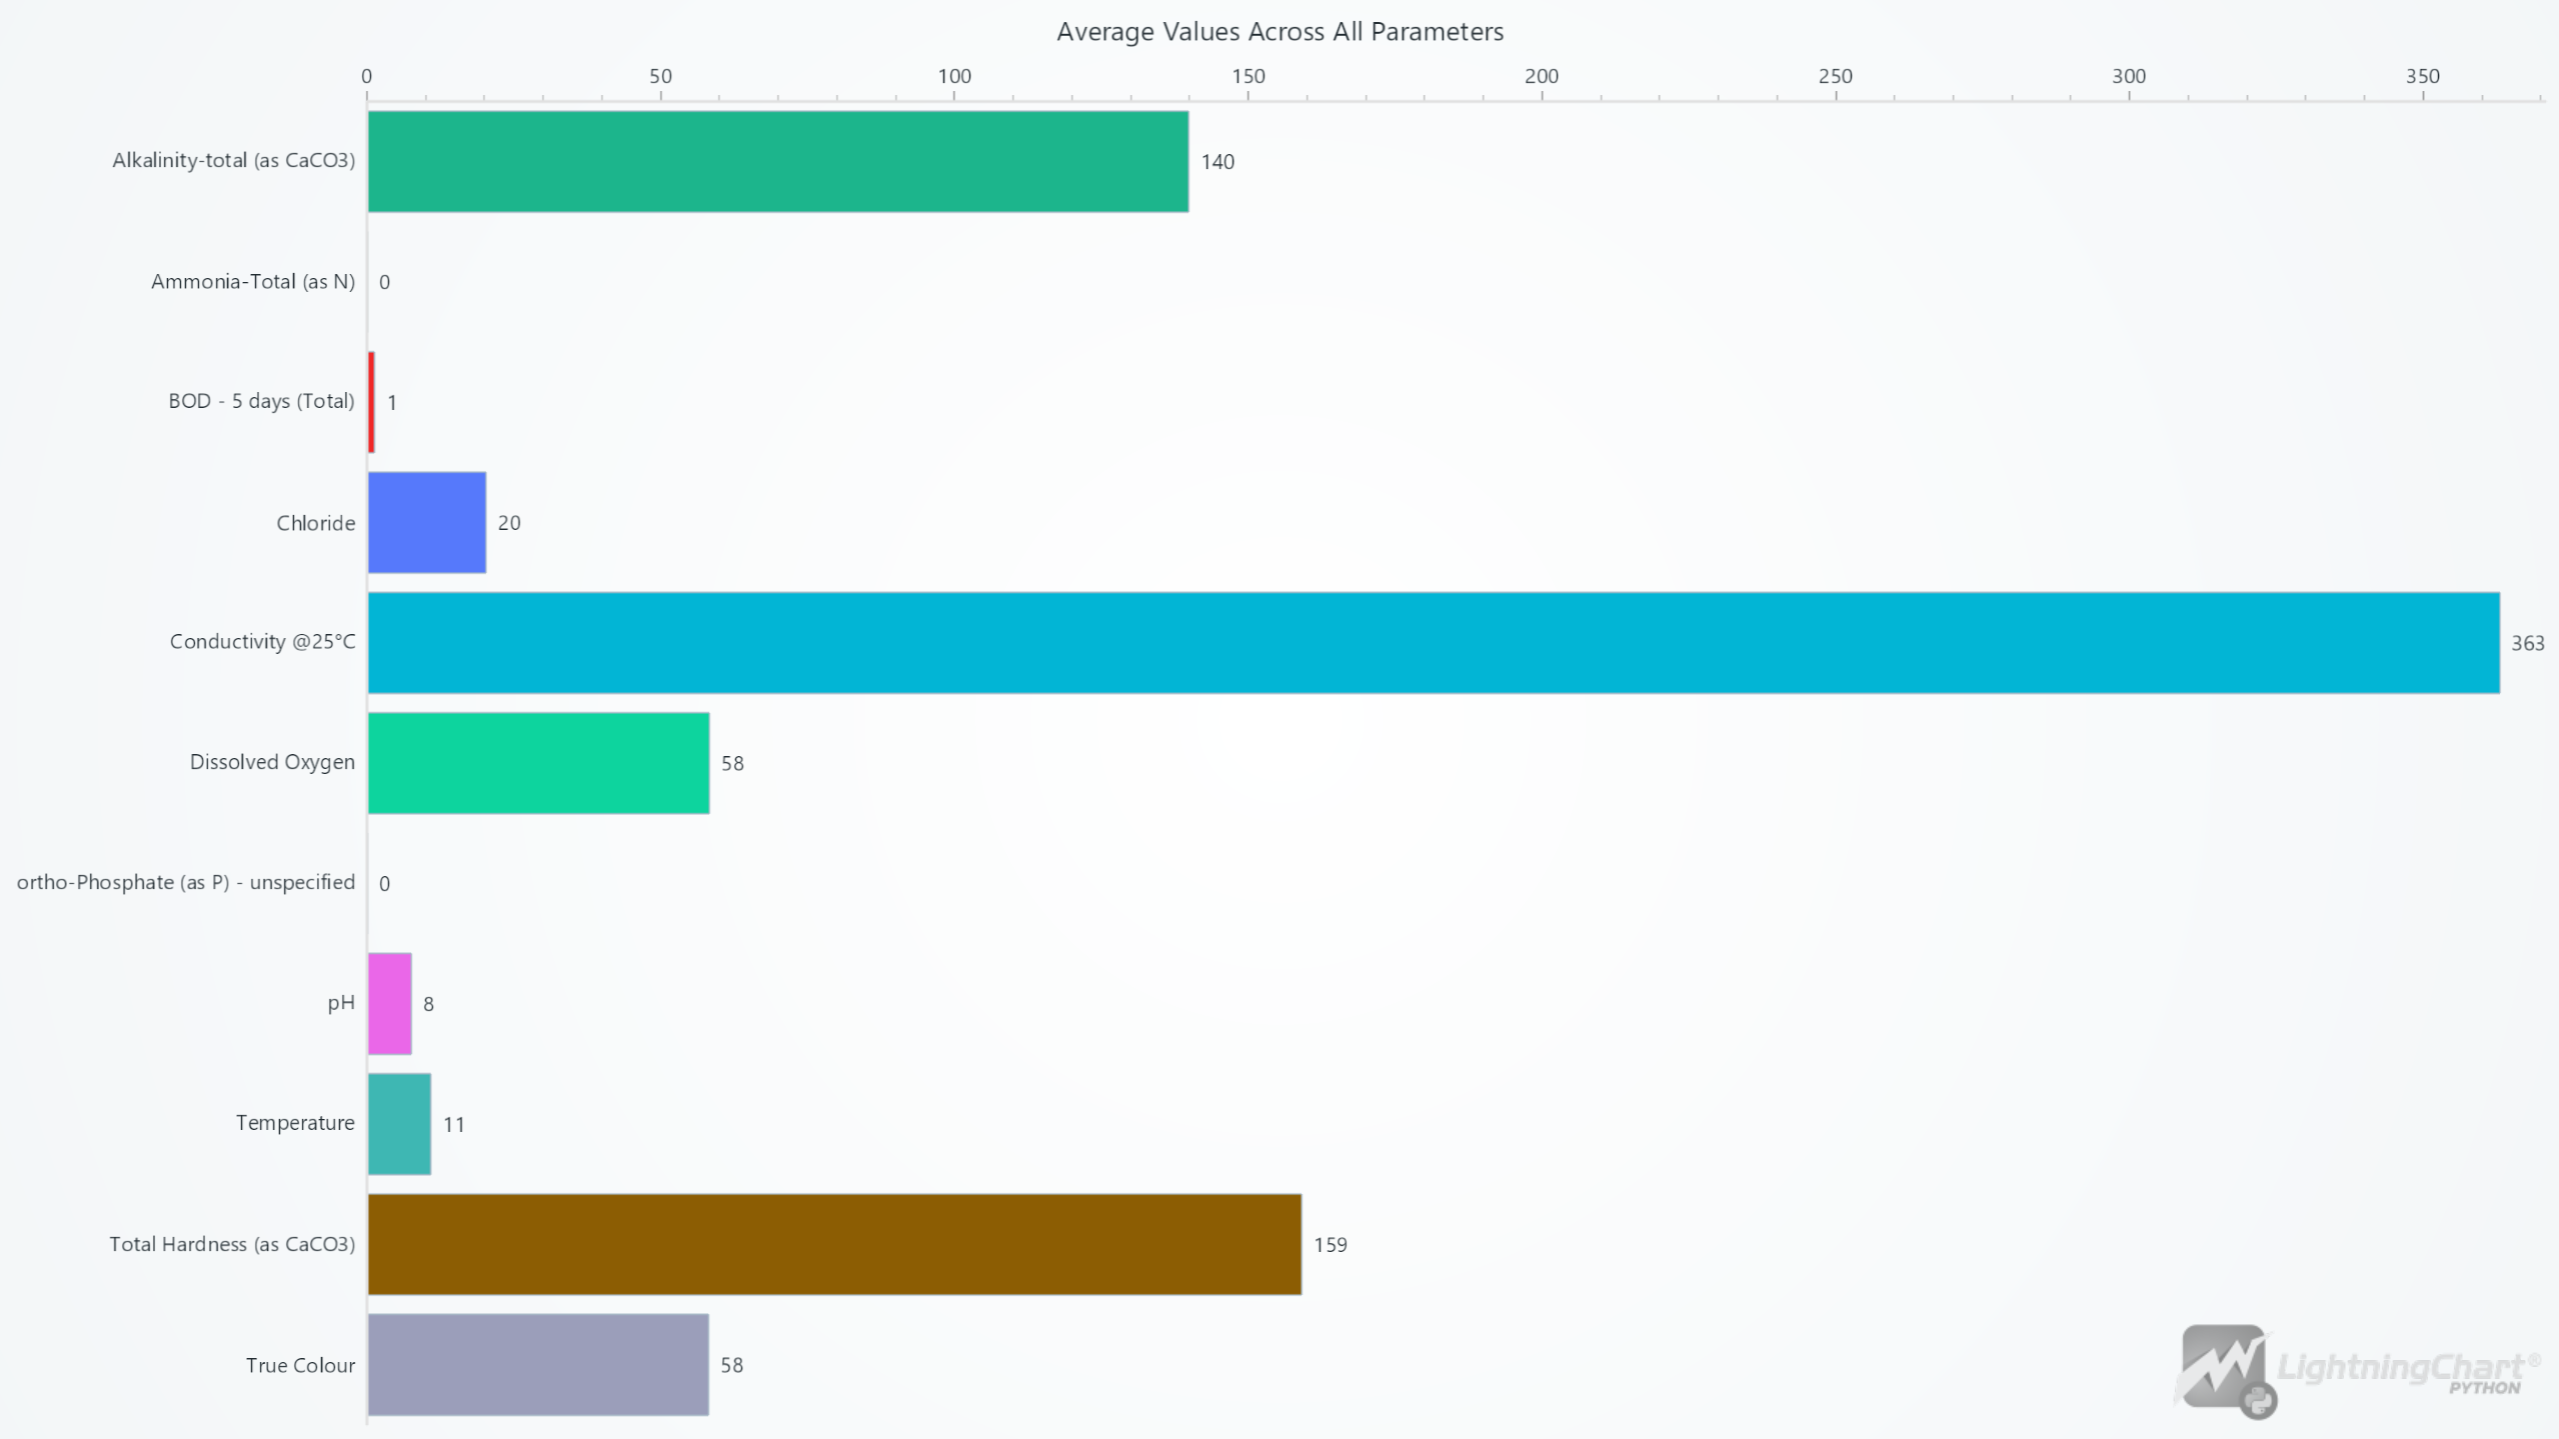 Average Values Across All Parameters
0 50 100 150 200 250 300 350
Alkalinity-total (as CaCO3) 140
Ammonia-Total (as N) 0
BOD - 5 days (Total) 1
Chloride 20
Conductivity @25°C 363
Dissolved Oxygen 58
ortho-Phosphate (as P) - unspecified 0
pH 8
Temperature 11
Total Hardness (as CaCO3) 159
True Colour 58
LightningChart®
PYTHON